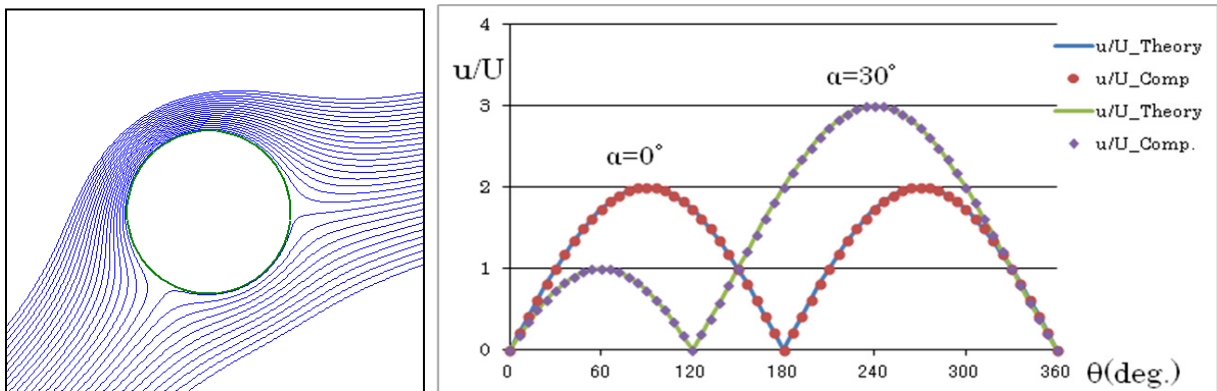 4
u/U
3
2
1
0
α=0°
α=30°
u/U_Theory
u/U_Comp
u/U_Theory
u/U_Comp.
0 60 120 180 240 300 360
θ(deg.)